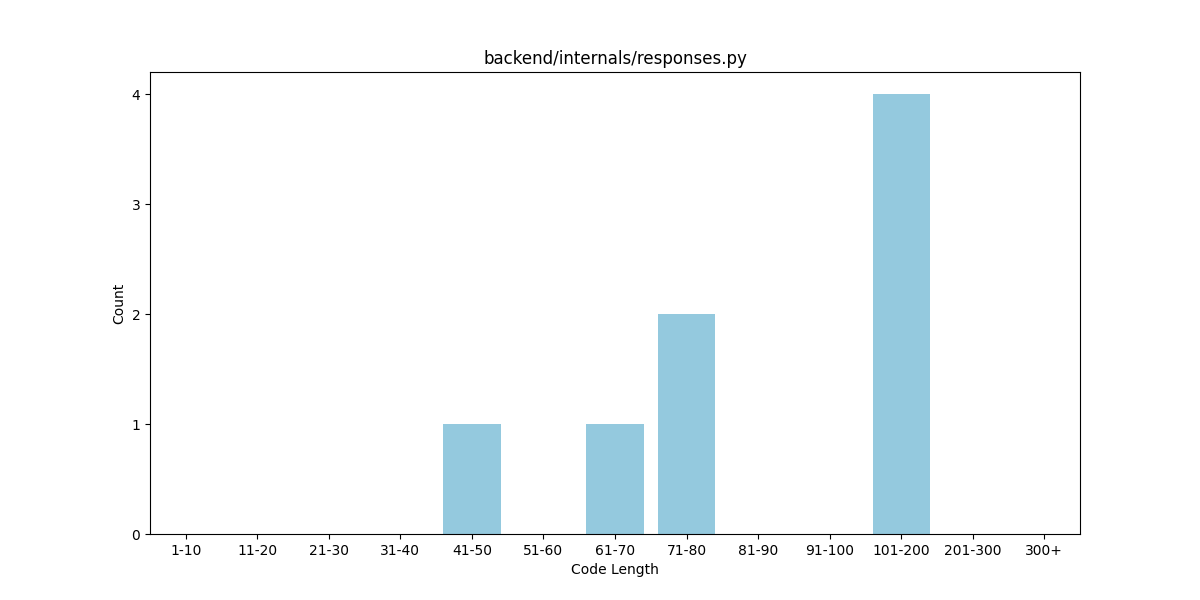 backend/internals/responses.py
4
3
2
1
0
Count
1-10 11-20 21-30 31-40 41-50 51-60 61-70 71-80 81-90 91-100 101-200 201-300 300+
Code Length